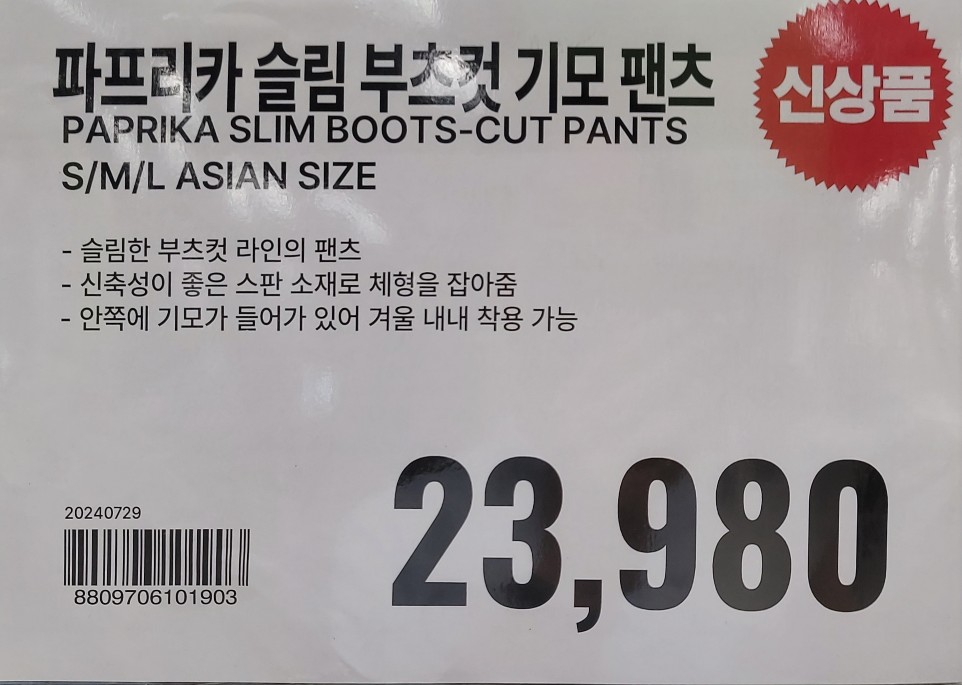 파프리카 슬림 부츠컷 기모 팬츠
신상품
PAPRIKA SLIM BOOTS-CUT PANTS
S/M/L ASIAN SIZE
- 슬림한 부츠컷 라인의 팬츠
- 신축성이 좋은 스판 소재로 체형을 잡아줌
- 안쪽에 기모가 들어가 있어 겨울 내내 착용 가능
23,980
20240729
8809706101903